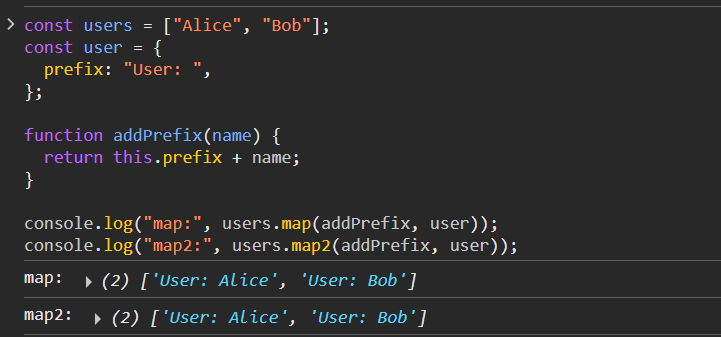 const users = ["Alice", "Bob"];
const user = {
  prefix: "User: ",
};

function addPrefix(name) {
  return this.prefix + name;
}

console.log("map:", users.map(addPrefix, user));
console.log("map2:", users.map2(addPrefix, user));
map: ▸ (2) ['User: Alice', 'User: Bob']
map2: ▸ (2) ['User: Alice', 'User: Bob']